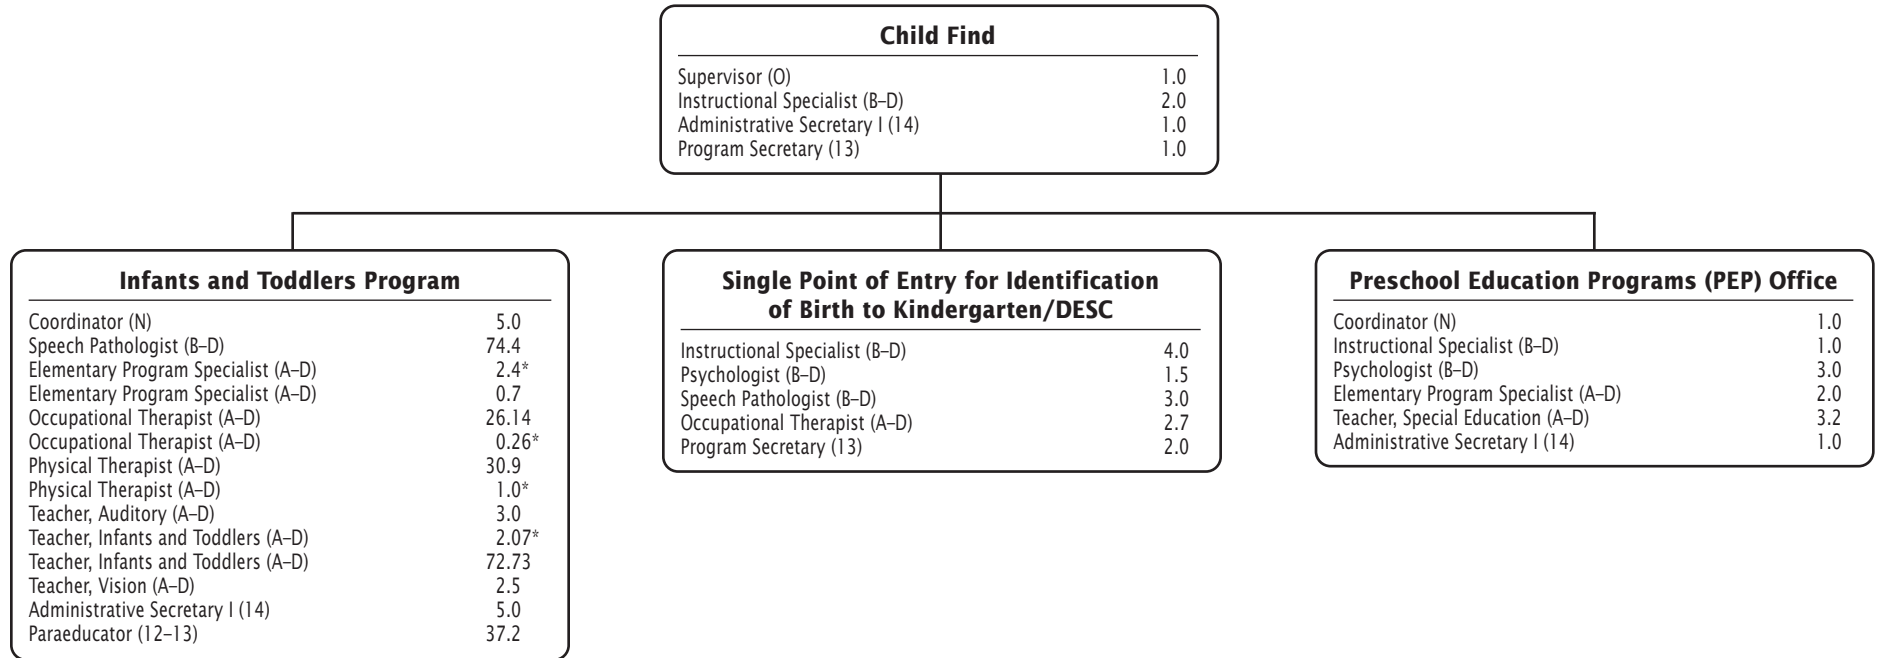 Child Find
Supervisor (O) 1.0
Instructional Specialist (B–D) 2.0
Administrative Secretary I (14) 1.0
Program Secretary (13) 1.0
Infants and Toddlers Program
Coordinator (N) 5.0
Speech Pathologist (B–D) 74.4
Elementary Program Specialist (A–D) 2.4*
Elementary Program Specialist (A–D) 0.7
Occupational Therapist (A–D) 26.14
Occupational Therapist (A–D) 0.26*
Physical Therapist (A–D) 30.9
Physical Therapist (A–D) 1.0*
Teacher, Auditory (A–D) 3.0
Teacher, Infants and Toddlers (A–D) 2.07*
Teacher, Infants and Toddlers (A–D) 72.73
Teacher, Vision (A–D) 2.5
Administrative Secretary I (14) 5.0
Paraeducator (12–13) 37.2
Single Point of Entry for Identification
of Birth to Kindergarten/DESC
Instructional Specialist (B–D) 4.0
Psychologist (B–D) 1.5
Speech Pathologist (B–D) 3.0
Occupational Therapist (A–D) 2.7
Program Secretary (13) 2.0
Preschool Education Programs (PEP) Office
Coordinator (N) 1.0
Instructional Specialist (B–D) 1.0
Psychologist (B–D) 3.0
Elementary Program Specialist (A–D) 2.0
Teacher, Special Education (A–D) 3.2
Administrative Secretary I (14) 1.0